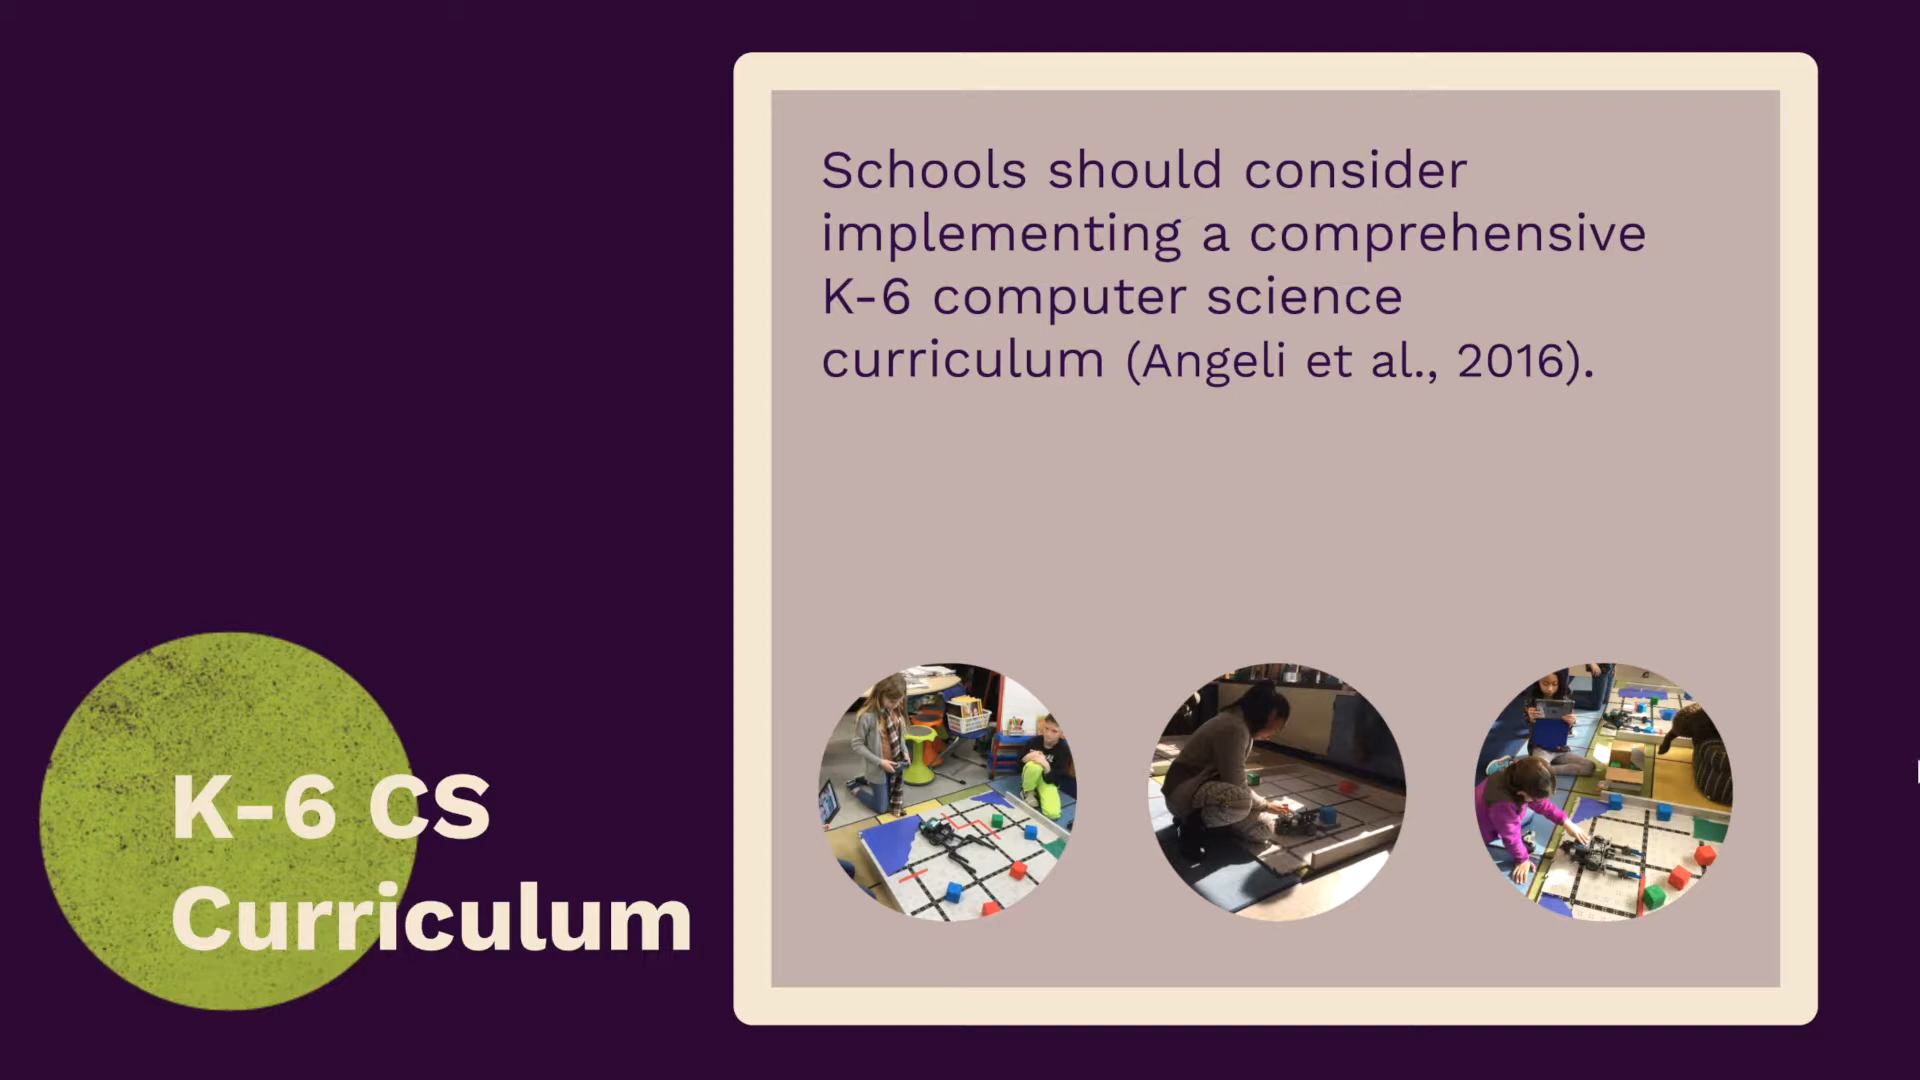 Schools should consider
implementing a comprehensive
K-6 computer science
curriculum (Angeli et al., 2016).
K-6 CS
Curriculum